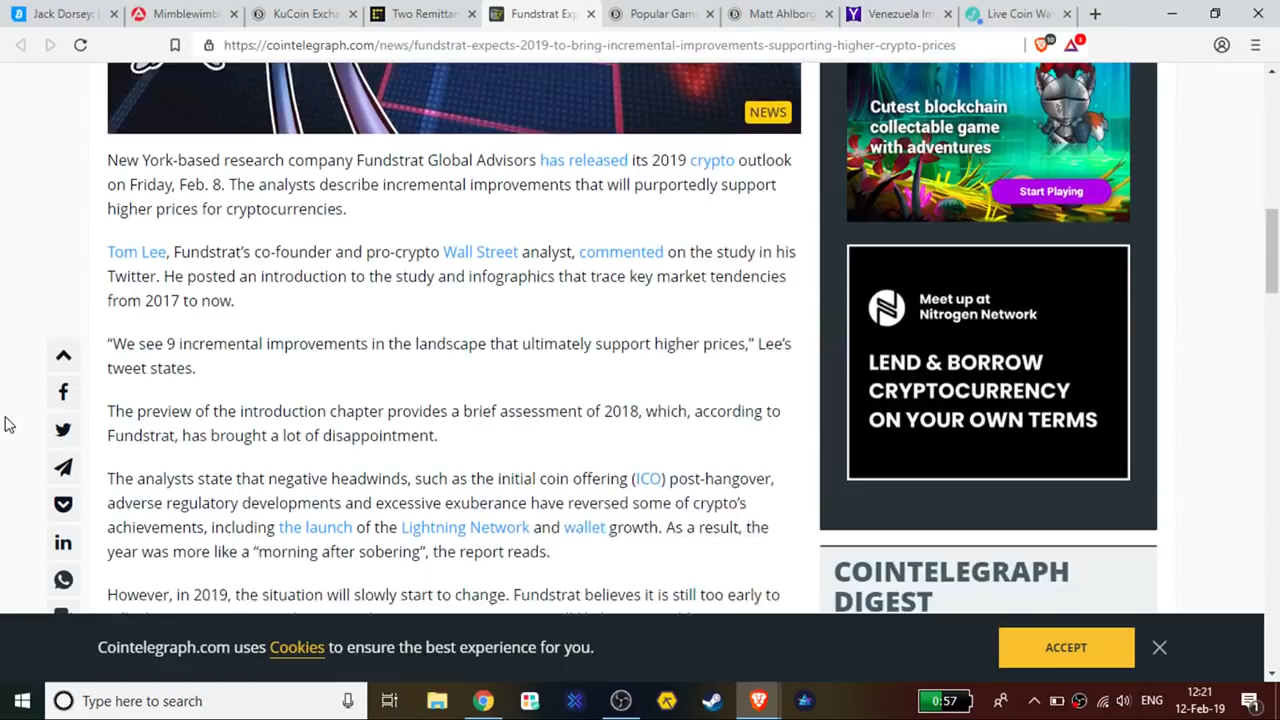 Jack Dorsey:
Mimblewimb
KuCoin Excha
Two Remittan
Fundstrat Exp
Popular Gam
Matt Ahlborg
Venezuela Im
Live Coin Wa
https://cointelegraph.com/news/fundstrat-expects-2019-to-bring-incremental-improvements-supporting-higher-crypto-prices
10
3
NEWS
New York-based research company Fundstrat Global Advisors has released its 2019 crypto outlook
on Friday, Feb. 8. The analysts describe incremental improvements that will purportedly support
higher prices for cryptocurrencies.
Tom Lee, Fundstrat's co-founder and pro-crypto Wall Street analyst, commented on the study in his
Twitter. He posted an introduction to the study and infographics that trace key market tendencies
from 2017 to now.
“We see 9 incremental improvements in the landscape that ultimately support higher prices,” Lee's
tweet states.
The preview of the introduction chapter provides a brief assessment of 2018, which, according to
Fundstrat, has brought a lot of disappointment.
The analysts state that negative headwinds, such as the initial coin offering (ICO) post-hangover,
adverse regulatory developments and excessive exuberance have reversed some of crypto's
achievements, including the launch of the Lightning Network and wallet growth. As a result, the
year was more like a “morning after sobering”, the report reads.
However, in 2019, the situation will slowly start to change. Fundstrat believes it is still too early to
Cutest blockchain
collectable game
with adventures
Start Playing
Meet up at
Nitrogen Network
LEND & BORROW
CRYPTOCURRENCY
ON YOUR OWN TERMS
COINTELEGRAPH
DIGEST
Cointelegraph.com uses Cookies to ensure the best experience for you.
ACCEPT
Type here to search
0:57
ENG
12:21
12-Feb-19
1